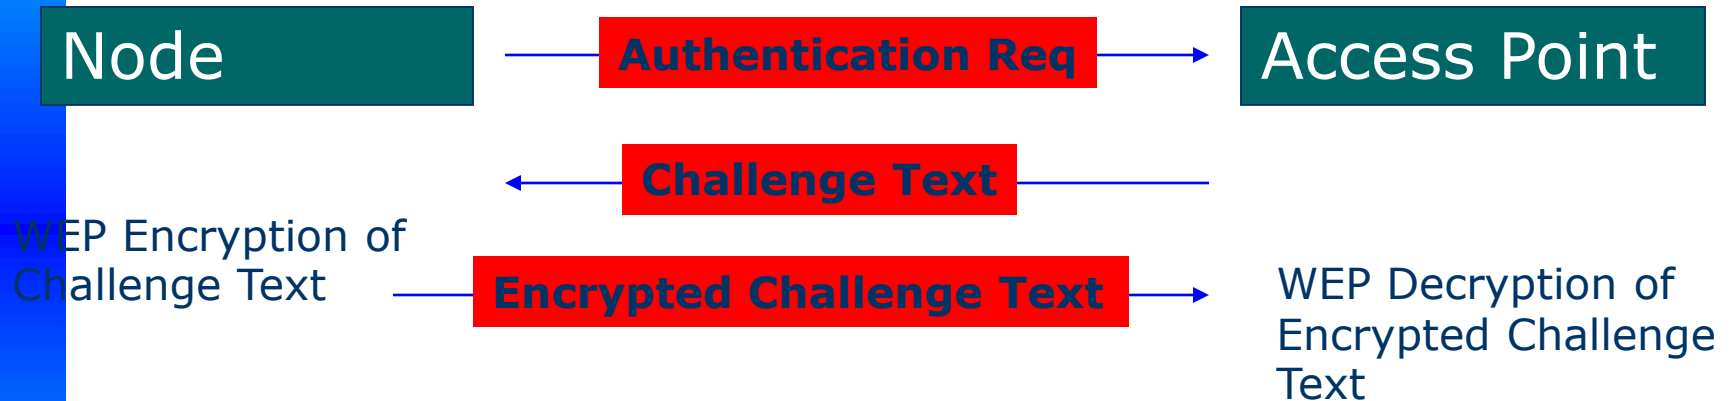 Node
Authentication Req
Access Point
Challenge Text
WEP Encryption of
Challenge Text
Encrypted Challenge Text
WEP Decryption of
Encrypted Challenge
Text